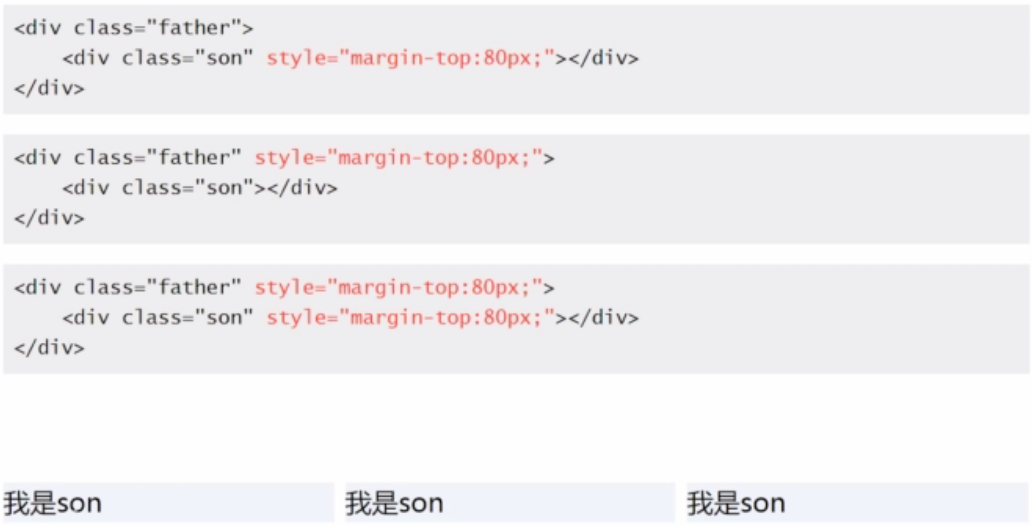 <div class="father">
    <div class="son" style="margin-top:80px;"></div>
</div>
<div class="father" style="margin-top:80px;">
    <div class="son"></div>
</div>
<div class="father" style="margin-top:80px;">
    <div class="son" style="margin-top:80px;"></div>
</div>
我是son 我是son 我是son